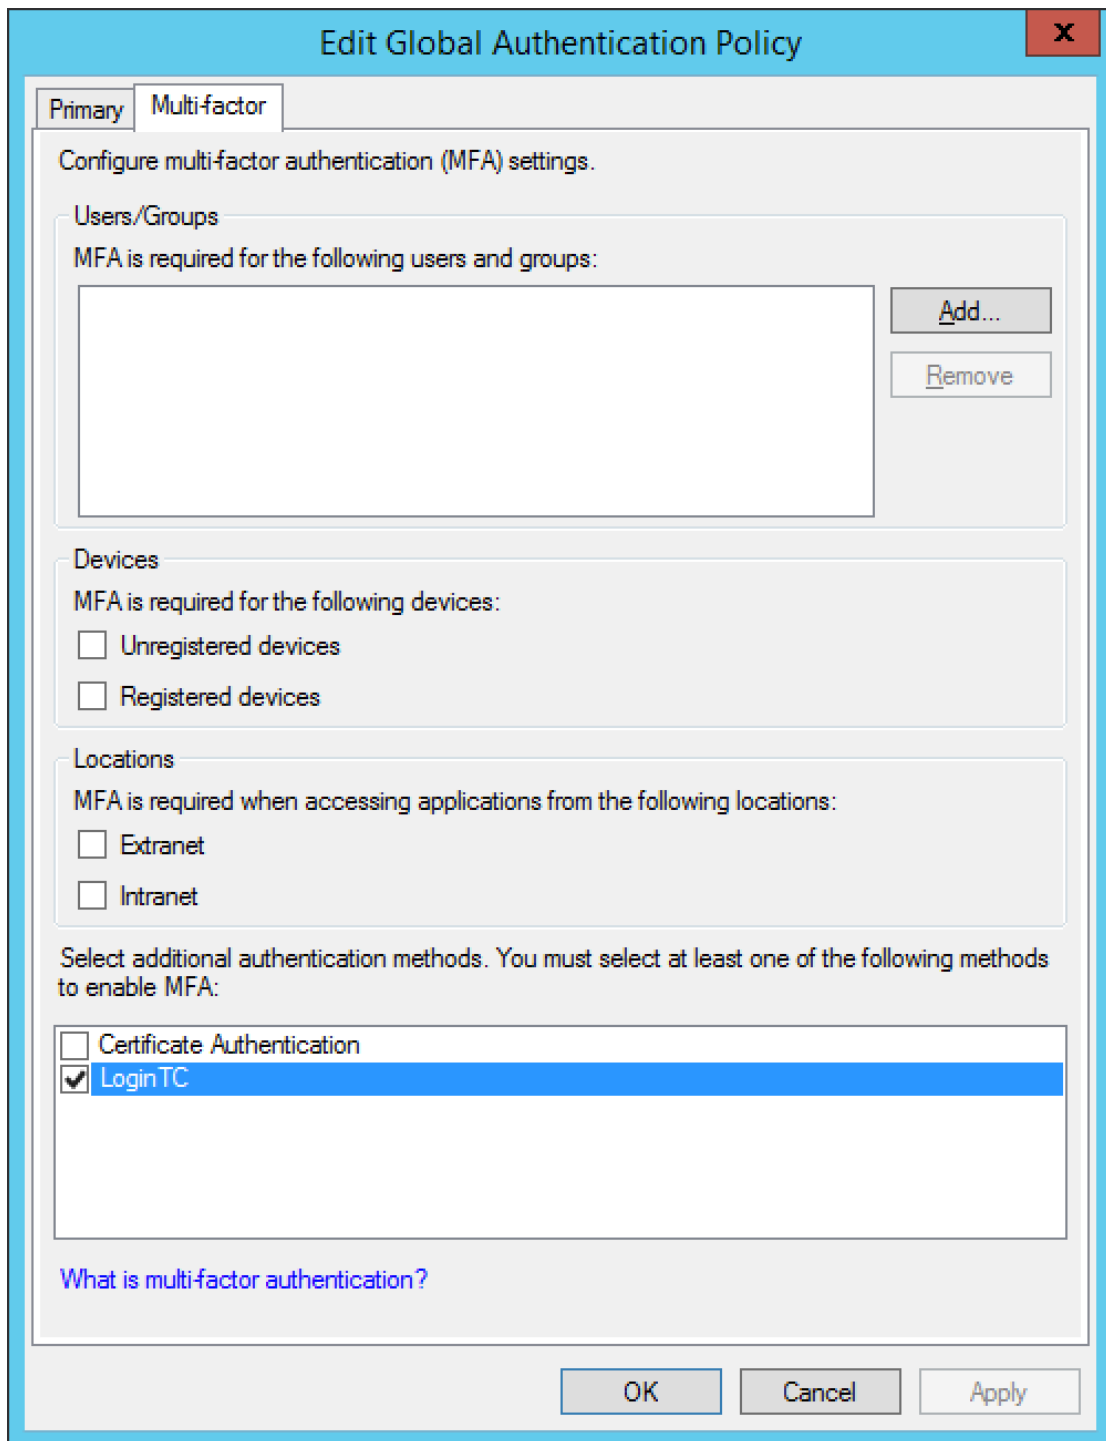 Edit Global Authentication Policy
x
Primary
Multi-factor
Configure multi-factor authentication (MFA) settings.
Users/Groups
MFA is required for the following users and groups:
Add...
Remove
Devices
MFA is required for the following devices:
Unregistered devices
Registered devices
Locations
MFA is required when accessing applications from the following locations:
Extranet
Intranet
Select additional authentication methods. You must select at least one of the following methods
to enable MFA:
Certificate Authentication
LoginTC
What is multi-factor authentication?
OK
Cancel
Apply